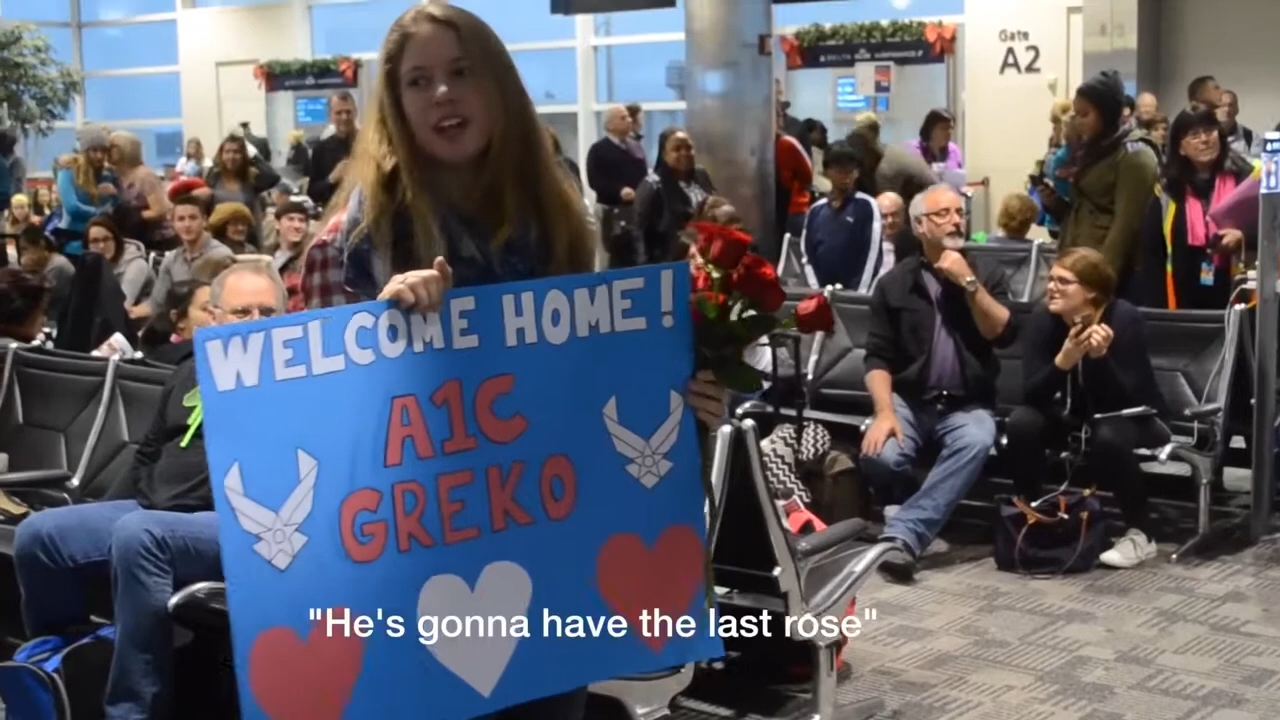 Gate
A2
WELCOME HOME!
A1C
GREKO
"He's gonna have the last rose"